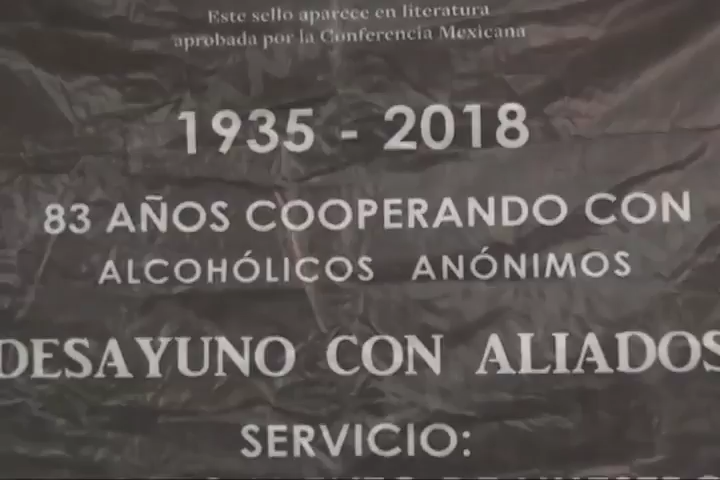 Este sello aparece en literatura
aprobada por la Conferencia Mexicana
1935 - 2018
83 AÑOS COOPERANDO CON
ALCOHÓLICOS ANÓNIMOS
DESAYUNO CON ALIADOS
SERVICIO: